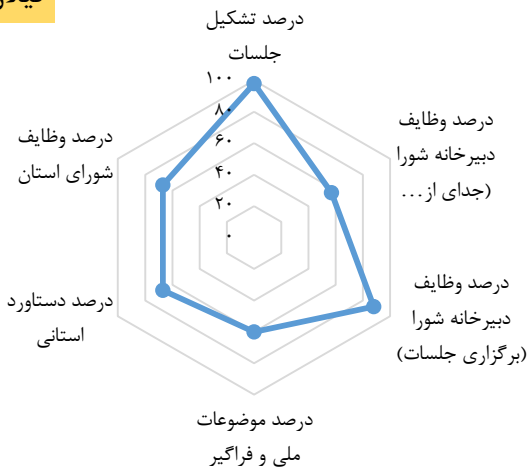 درصد تشکیل
جلسات
۱۰۰
۸۰
۶۰
۴۰
۲۰
۰
درصد وظایف
دبیرخانه شورا
(جدای از...
درصد وظایف
دبیرخانه شورا
(برگزاری جلسات)
درصد موضوعات
ملی و فراگیر
درصد دستاورد
استانی
درصد وظایف
شورای استان